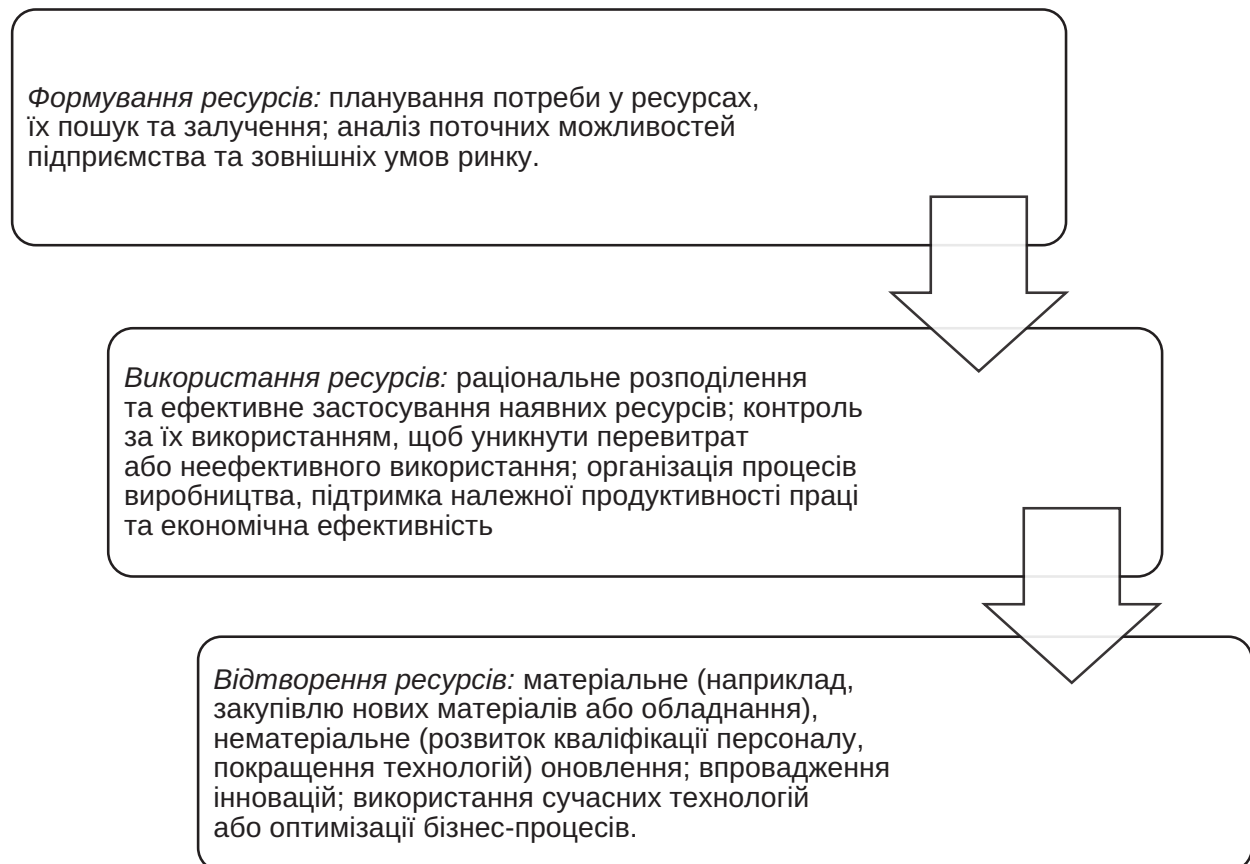 Формування ресурсів: планування потреби у ресурсах,
їх пошук та залучення; аналіз поточних можливостей
підприємства та зовнішніх умов ринку.
Використання ресурсів: раціональне розподілення
та ефективне застосування наявних ресурсів; контроль
за їх використанням, щоб уникнути перевитрат
або неефективного використання; організація процесів
виробництва, підтримка належної продуктивності праці
та економічна ефективність
Відтворення ресурсів: матеріальне (наприклад,
закупівлю нових матеріалів або обладнання),
нематеріальне (розвиток кваліфікації персоналу,
покращення технологій) оновлення; впровадження
інновацій; використання сучасних технологій
або оптимізації бізнес-процесів.